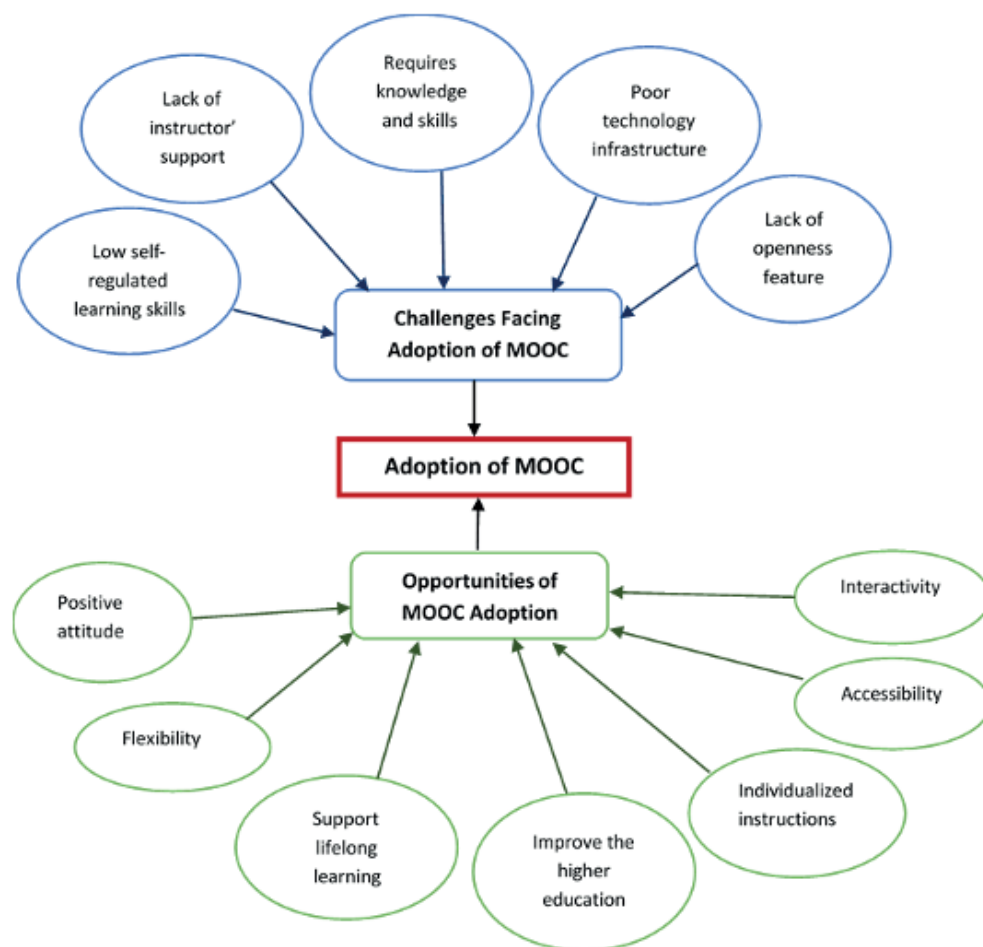 Requires
knowledge
and skills
Lack of
instructor'
support
Poor
technology
infrastructure
Low self-
regulated
learning skills
Lack of
openness
feature
Challenges Facing
Adoption of MOOC
Adoption of MOOC
Opportunities of
MOOC Adoption
Positive
attitude
Interactivity
Flexibility
Accessibility
Support
lifelong
learning
Improve the
higher
education
Individualized
instructions